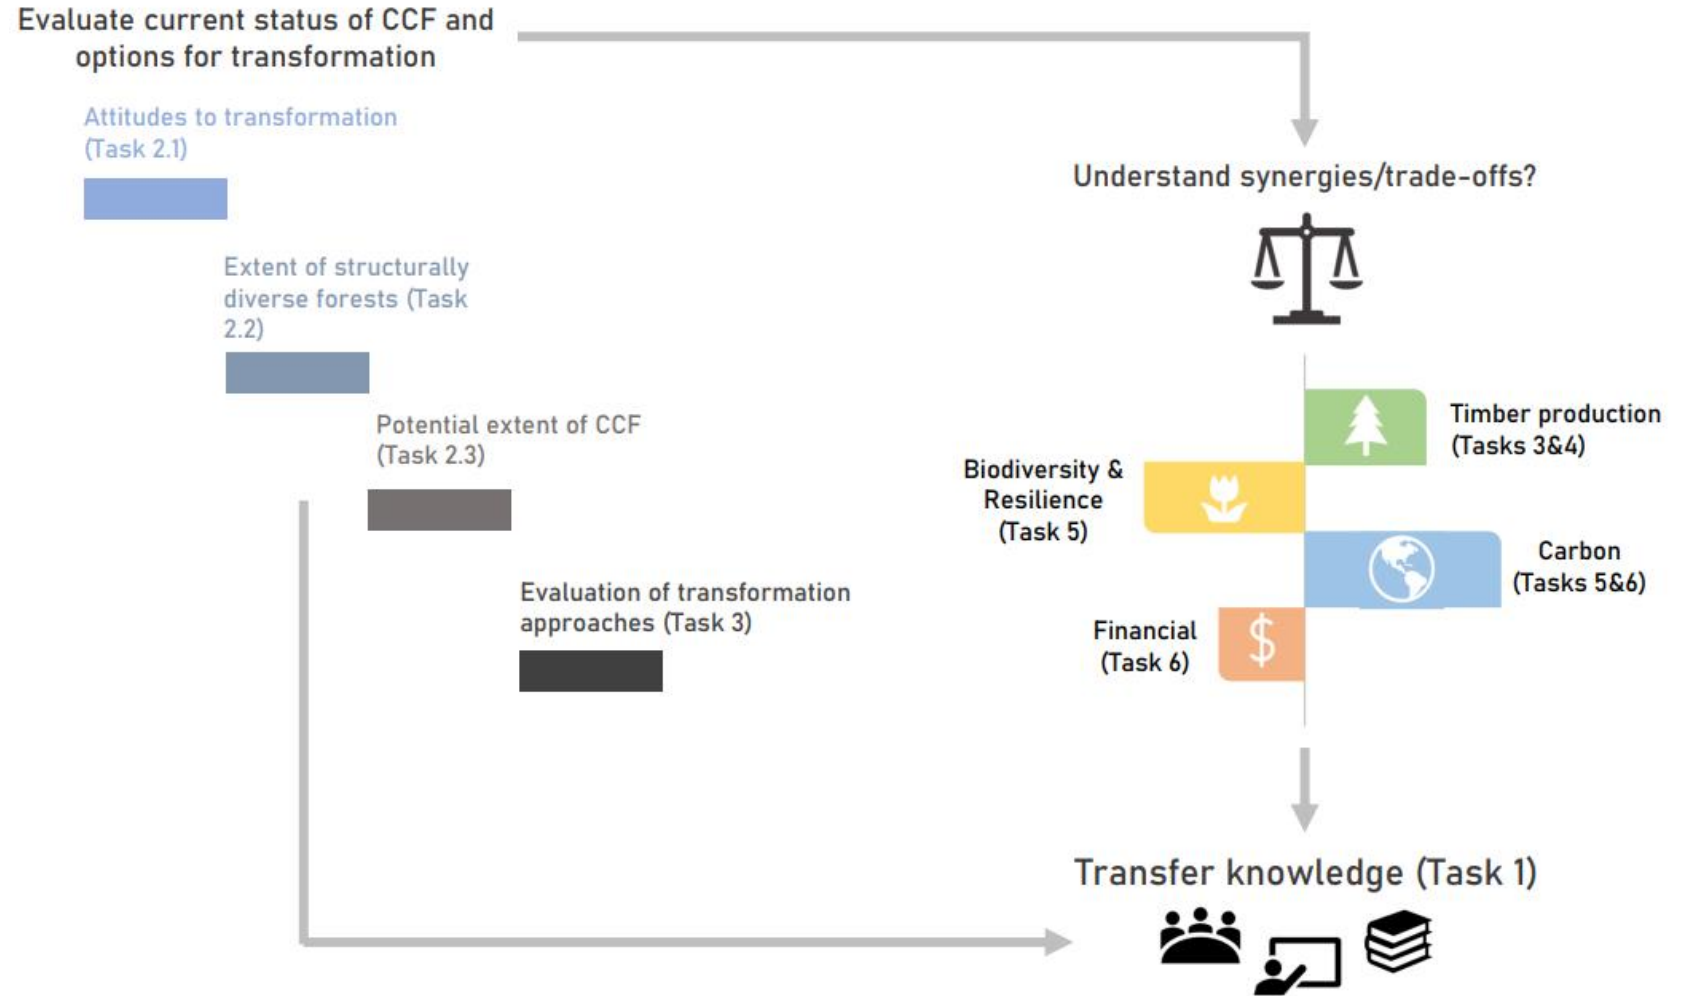 Evaluate current status of CCF and
options for transformation
Attitudes to transformation
(Task 2.1)
Extent of structurally
diverse forests (Task
2.2)
Potential extent of CCF
(Task 2.3)
Evaluation of transformation
approaches (Task 3)
Understand synergies/trade-offs?
Timber production
(Tasks 3&4)
Biodiversity &
Resilience
(Task 5)
Carbon
(Tasks 5&6)
Financial
(Task 6)
$
Transfer knowledge (Task 1)